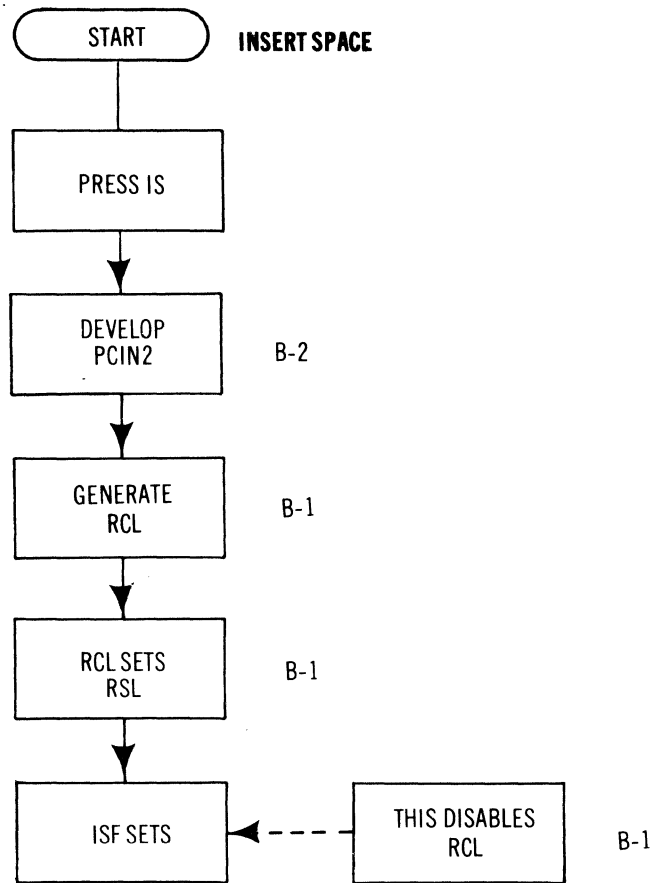 START
INSERT SPACE
PRESS IS
DEVELOP
PCIN2
B-2
GENERATE
RCL
B-1
RCL SETS
RSL
B-1
ISF SETS
THIS DISABLES
RCL
B-1